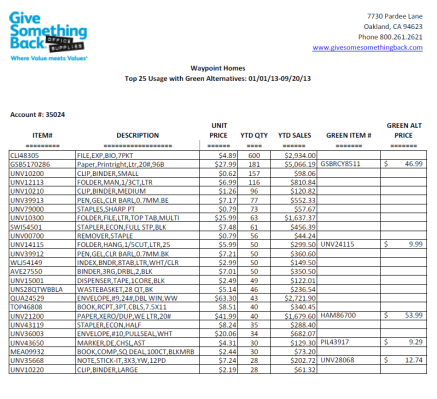 Give
Something
Back OFFICE SUPPLIES
Where Value meets Values®
7730 Pardee Lane
Oakland, CA 94623
Phone 800.261.2621
www.givesomesomethingback.com
Waypoint Homes
Top 25 Usage with Green Alternatives: 01/01/13-09/20/13
Account #: 35024
ITEM# DESCRIPTION UNIT PRICE YTD QTY YTD SALES GREEN ITEM # GREEN ALT PRICE
CLI48305 FILE,EXP,BIO,7PKT $4.89 600 $2,934.00
GSB5170286 Paper,Printright,Ltr,20#,96B $27.99 181 $5,066.19 GSBRCY8511 $ 46.99
UNV10200 CLIP,BINDER,SMALL $0.62 157 $98.06
UNV12113 FOLDER,MAN,1/3CT,LTR $6.99 116 $810.84
UNV10210 CLIP,BINDER,MEDIUM $1.26 96 $120.82
UNV39913 PEN,GEL,CLR BARL,0.7MM.BE $7.17 77 $552.33
UNV79000 STAPLES,SHARP PT $0.79 73 $57.67
UNV10300 FOLDER,FILE,LTR,TOP TAB,MULTI $25.99 63 $1,637.37
SWI54501 STAPLER,ECON,FULL STP,BLK $7.48 61 $456.39
UNV00700 REMOVER,STAPLE $0.79 56 $44.24
UNV14115 FOLDER,HANG,1/5CUT,LTR,25 $5.99 50 $299.50 UNV24115 $ 9.99
UNV39912 PEN,GEL,CLR BARL,0.7MM,BK $7.21 50 $360.60
WLJ54149 INDEX,BNDR,8TAB,LTR,WHT/CLR $2.99 50 $149.50
AVE27550 BINDER,3RG,DRBL,2,BLK $7.01 50 $350.50
UNV15001 DISPENSER,TAPE,1CORE,BLK $2.49 49 $122.01
UNS28QTWBBLA WASTEBASKET,28 QT,BK $5.14 46 $236.54
QUA24529 ENVELOPE,#9,24#,DBL WIN,WW $63.30 43 $2,721.90
TOP46808 BOOK,RCPT,3PT,CBLS,7.5X11 $8.51 40 $340.45
UNV21200 PAPER,XERO/DUP,WE LTR,20# $41.99 40 $1,679.60 HAM86700 $ 53.99
UNV43119 STAPLER,ECON,HALF $8.24 35 $288.40
UNV36003 ENVELOPE,#10,PULLSEAL,WHT $20.06 34 $682.07
UNV43650 MARKER,DE,CHSL,AST $4.31 30 $129.30 PIL43917 $ 9.29
MEA09932 BOOK,COMP,SQ DEAL,100CT,BLKMRB $2.44 30 $73.20
UNV35668 NOTE,STICK-IT,3X3,YW,12PD $7.24 28 $202.72 UNV28068 $ 12.74
UNV10220 CLIP,BINDER,LARGE $2.19 28 $61.32